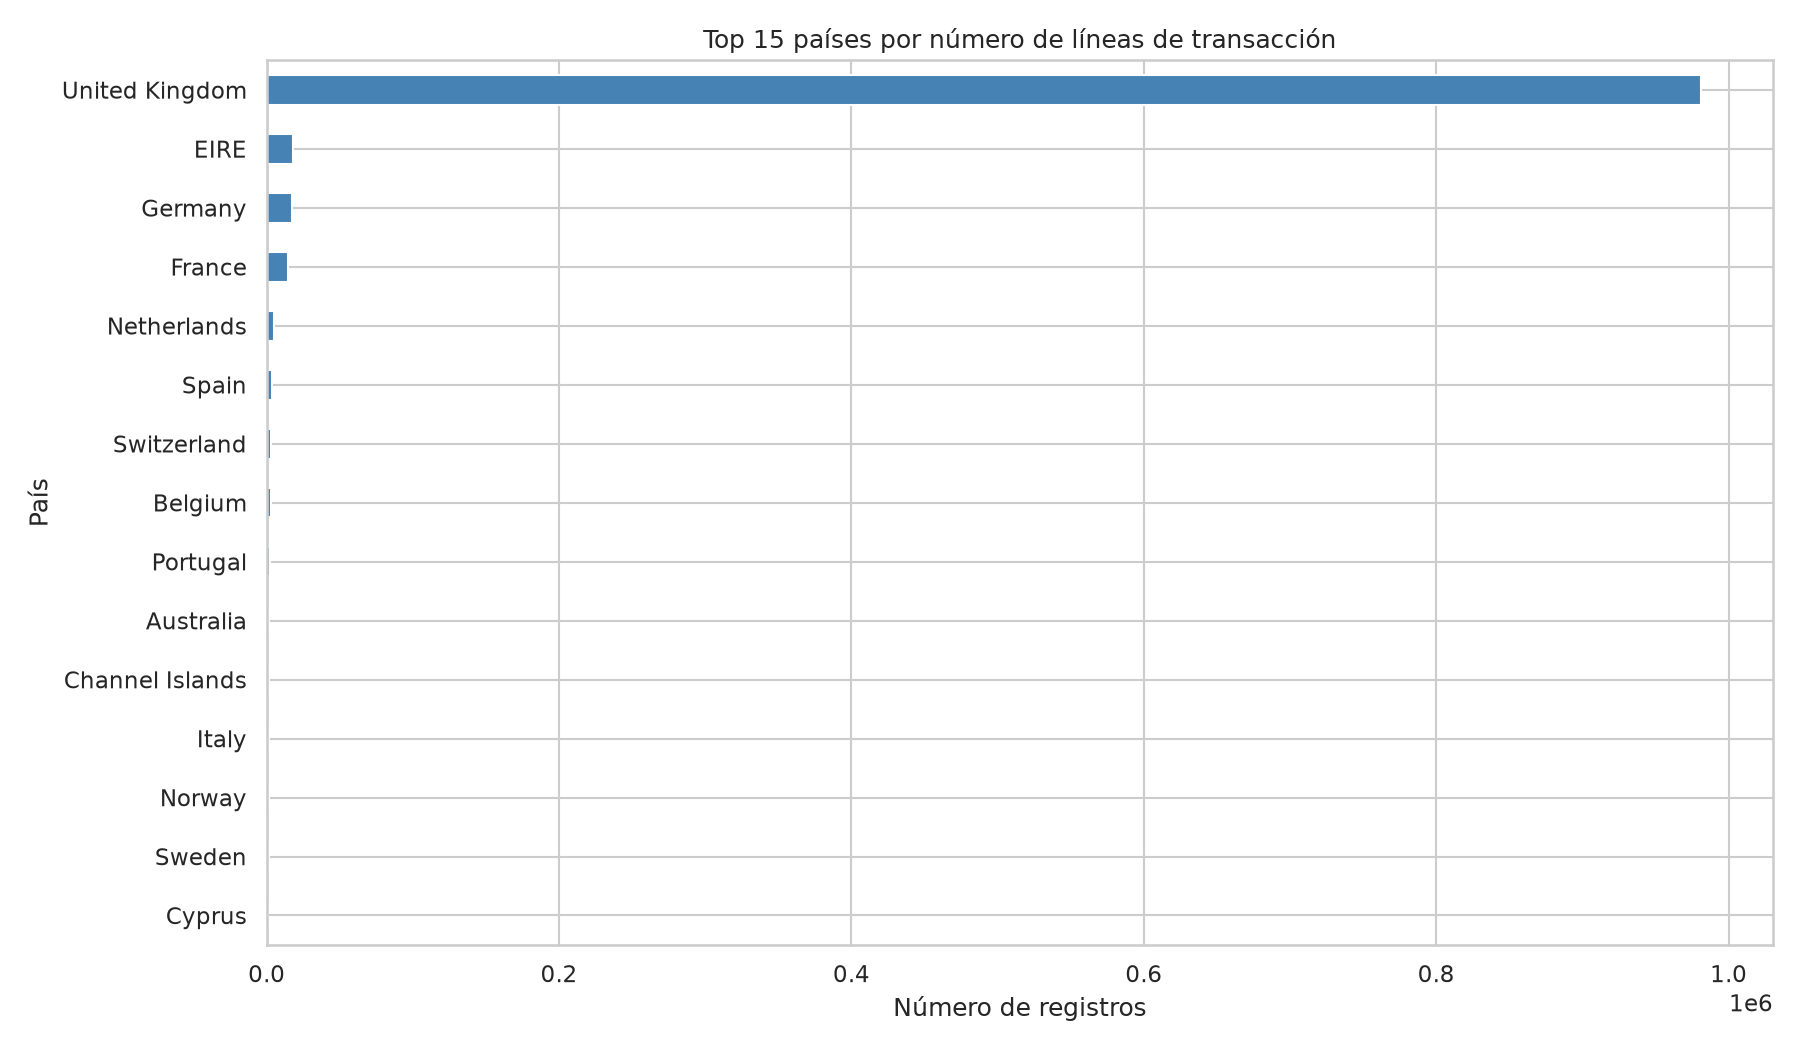 Top 15 países por número de líneas de transacción
País
United Kingdom
EIRE
Germany
France
Netherlands
Spain
Switzerland
Belgium
Portugal
Australia
Channel Islands
Italy
Norway
Sweden
Cyprus
0.0 0.2 0.4 0.6 0.8 1.0
1e6
Número de registros